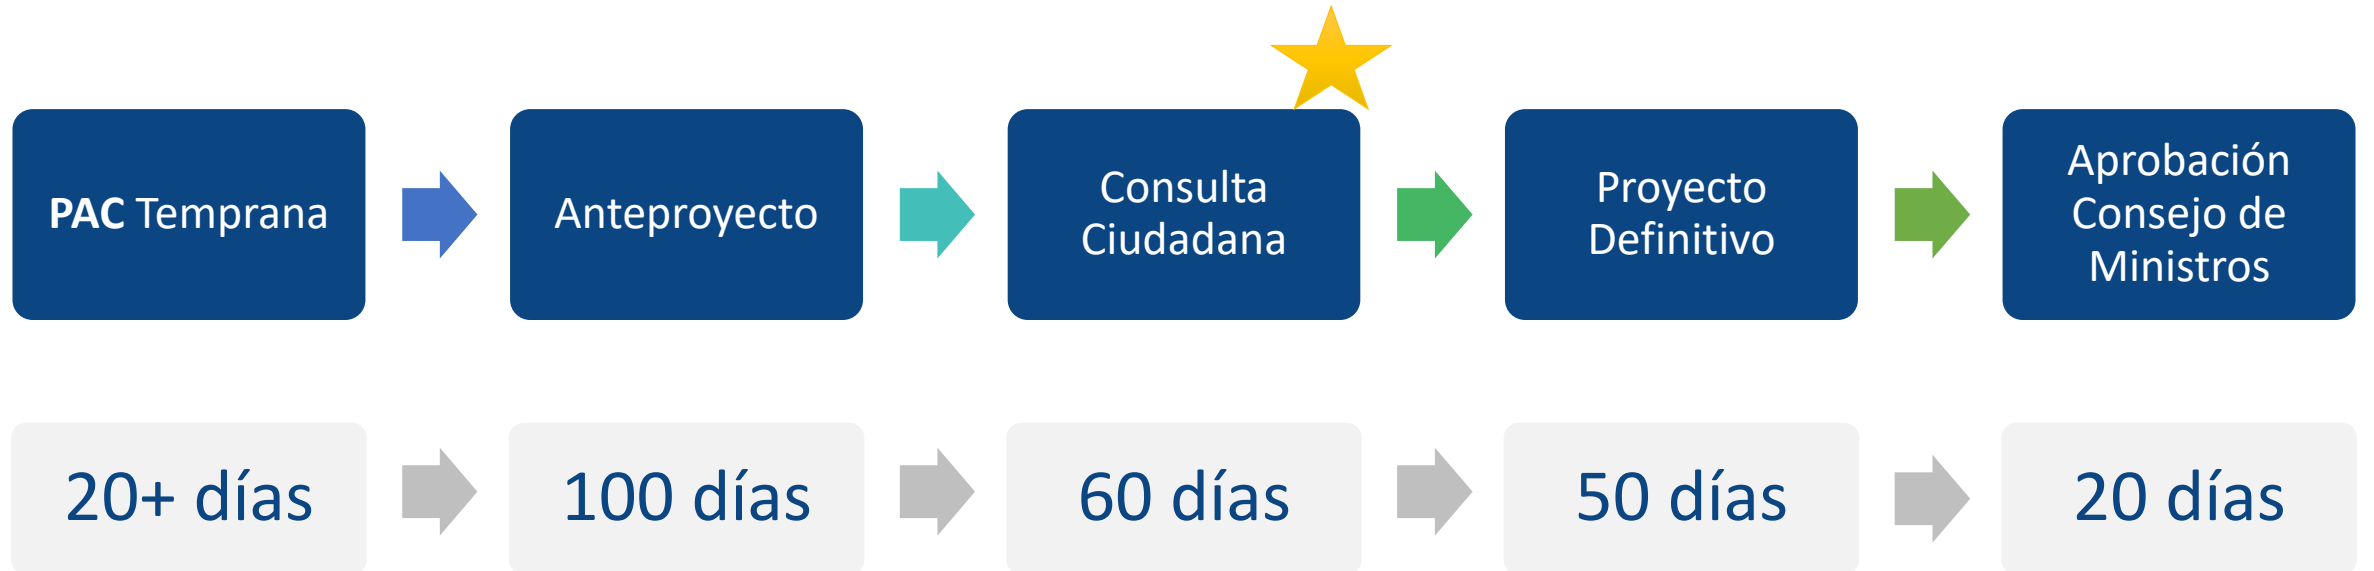 PAC Temprana
Anteproyecto
Consulta
Ciudadana
Proyecto
Definitivo
Aprobación
Consejo de
Ministros
20+ días
100 días
60 días
50 días
20 días